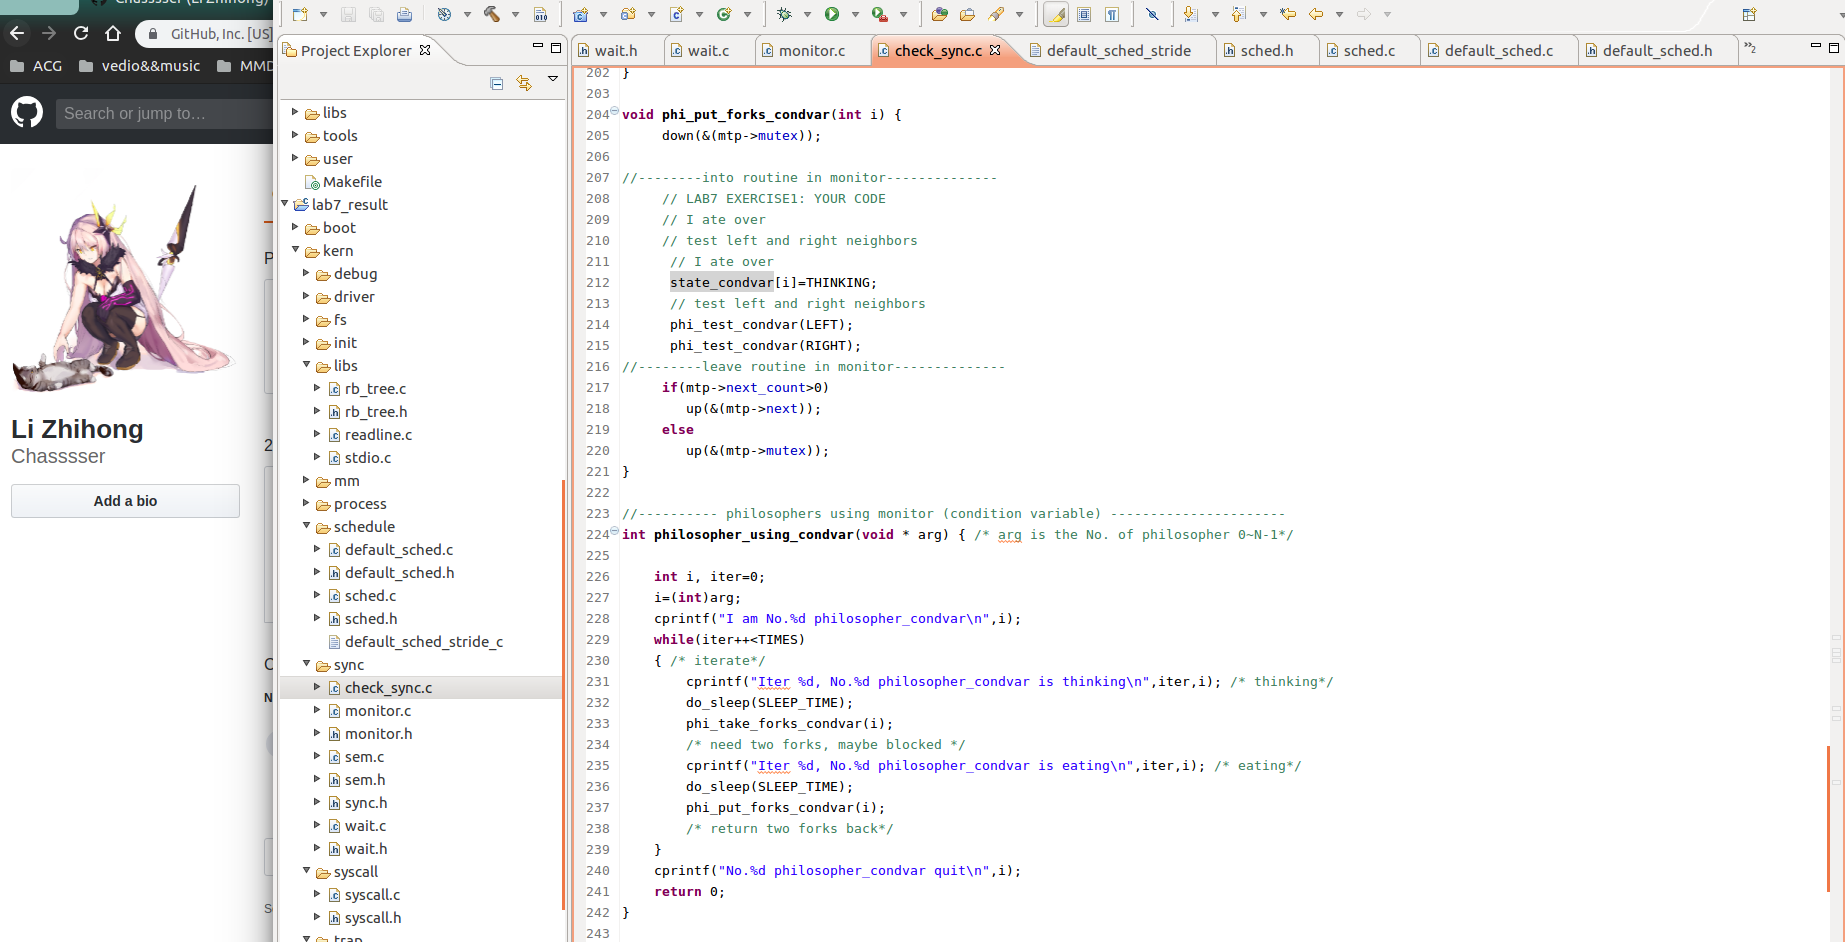 Chasssser (Li Zhihong)
GitHub, Inc. [US]
ACG
vedio&&music
MMD
Search or jump to…
Li Zhihong
Chasssser
Add a bio
Project Explorer
libs
tools
user
Makefile
lab7_result
boot
kern
debug
driver
fs
init
libs
rb_tree.c
rb_tree.h
readline.c
stdio.c
mm
process
schedule
default_sched.c
default_sched.h
sched.c
sched.h
default_sched_stride_c
sync
check_sync.c
monitor.c
monitor.h
sem.c
sem.h
sync.h
wait.c
wait.h
syscall
syscall.c
syscall.h
trap
wait.h
wait.c
monitor.c
check_sync.c
default_sched_stride
sched.h
sched.c
default_sched.c
default_sched.h
»2
202 }
203
204 void phi_put_forks_condvar(int i) {
205 down(&(mtp->mutex));
206
207 //--------into routine in monitor--------------
208 // LAB7 EXERCISE1: YOUR CODE
209 // I ate over
210 // test left and right neighbors
211 // I ate over
212 state_condvar[i]=THINKING;
213 // test left and right neighbors
214 phi_test_condvar(LEFT);
215 phi_test_condvar(RIGHT);
216 //--------leave routine in monitor--------------
217 if(mtp->next_count>0)
218 up(&(mtp->next));
219 else
220 up(&(mtp->mutex));
221 }
222
223 //---------- philosophers using monitor (condition variable) ----------------------
224 int philosopher_using_condvar(void * arg) { /* arg is the No. of philosopher 0~N-1*/
225
226 int i, iter=0;
227 i=(int)arg;
228 cprintf("I am No.%d philosopher_condvar\n",i);
229 while(iter++<TIMES)
230 { /* iterate*/
231 cprintf("Iter %d, No.%d philosopher_condvar is thinking\n",iter,i); /* thinking*/
232 do_sleep(SLEEP_TIME);
233 phi_take_forks_condvar(i);
234 /* need two forks, maybe blocked */
235 cprintf("Iter %d, No.%d philosopher_condvar is eating\n",iter,i); /* eating*/
236 do_sleep(SLEEP_TIME);
237 phi_put_forks_condvar(i);
238 /* return two forks back*/
239 }
240 cprintf("No.%d philosopher_condvar quit\n",i);
241 return 0;
242 }
243